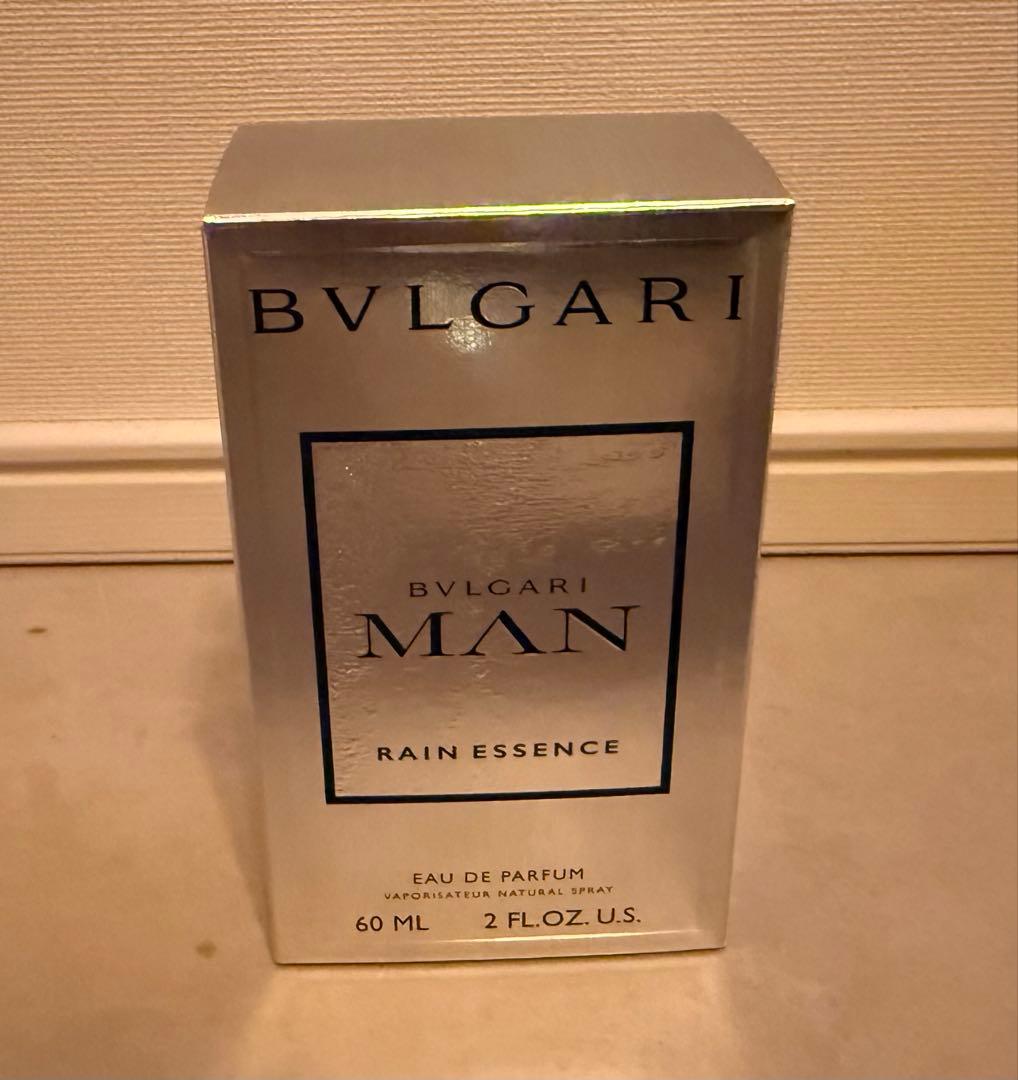 BVLGARI
BVLGARI
MAN
RAIN ESSENCE
EAU DE PARFUM
VAPORISATEUR NATURAL SPRAY
60 ML 2 FL.OZ. U.S.